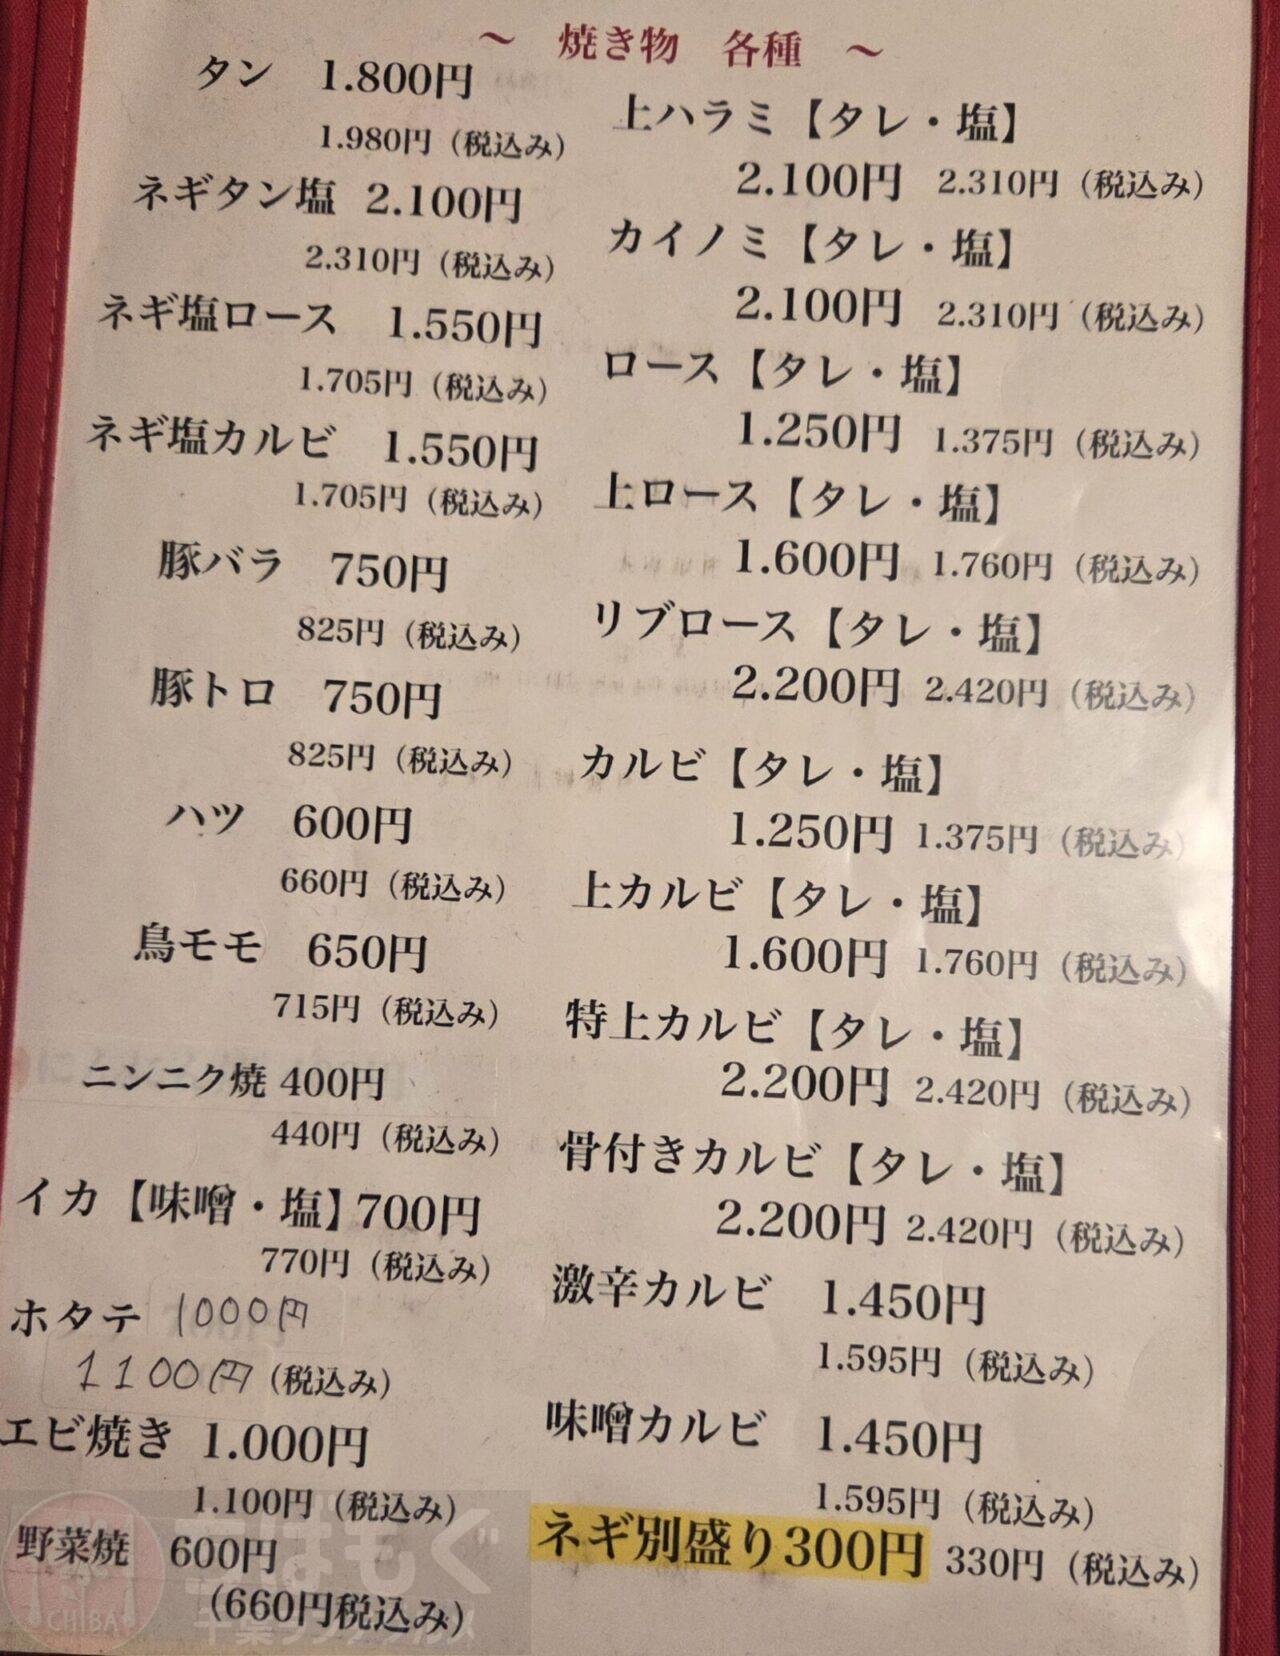 ～ 焼き物 各種 ～
タン 1.800円
1.980円（税込み）
ネギタン塩 2.100円
2.310円（税込み）
ネギ塩ロース 1.550円
1.705円（税込み）
ネギ塩カルビ 1.550円
1.705円（税込み）
豚バラ 750円
825円（税込み）
豚トロ 750円
825円（税込み）
ハツ 600円
660円（税込み）
鳥モモ 650円
715円（税込み）
ニンニク焼 400円
440円（税込み）
イカ【味噌・塩】700円
770円（税込み）
ホタテ 1000円
1100円（税込み）
エビ焼き 1.000円
1.100円（税込み）
野菜焼 600円
（660円税込み）
上ハラミ【タレ・塩】
2.100円 2.310円（税込み）
カイノミ【タレ・塩】
2.100円 2.310円（税込み）
ロース【タレ・塩】
1.250円 1.375円（税込み）
上ロース【タレ・塩】
1.600円 1.760円（税込み）
リブロース【タレ・塩】
2.200円 2.420円（税込み）
カルビ【タレ・塩】
1.250円 1.375円（税込み）
上カルビ【タレ・塩】
1.600円 1.760円（税込み）
特上カルビ【タレ・塩】
2.200円 2.420円（税込み）
骨付きカルビ【タレ・塩】
2.200円 2.420円（税込み）
激辛カルビ 1.450円
1.595円（税込み）
味噌カルビ 1.450円
1.595円（税込み）
ネギ別盛り300円 330円（税込み）
CHIBA